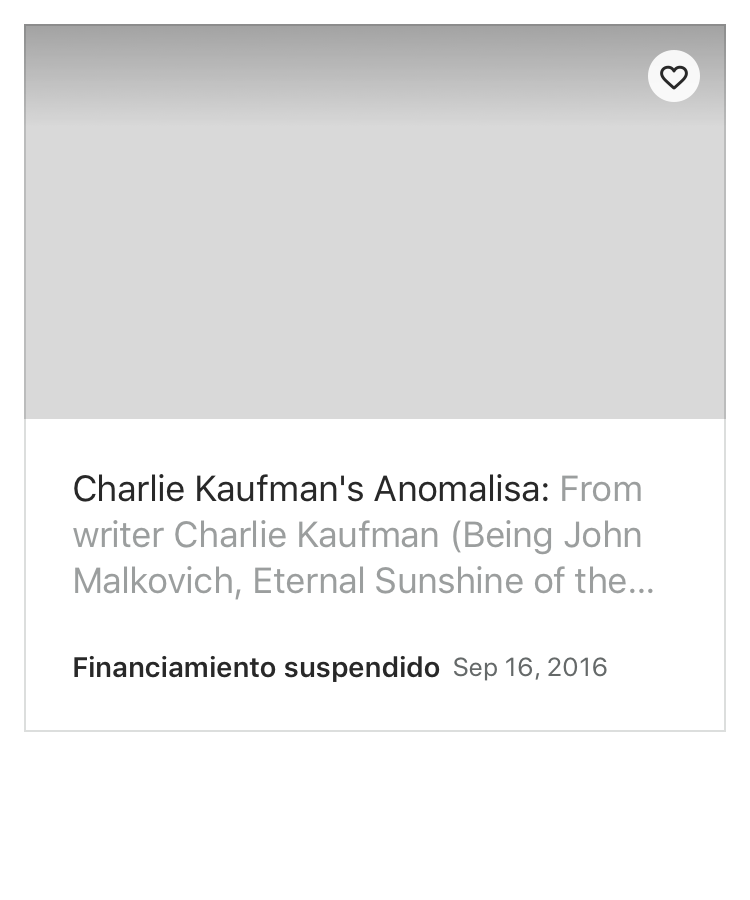 Charlie Kaufman's Anomalisa: From
writer Charlie Kaufman (Being John
Malkovich, Eternal Sunshine of the...
Financiamiento suspendido Sep 16, 2016